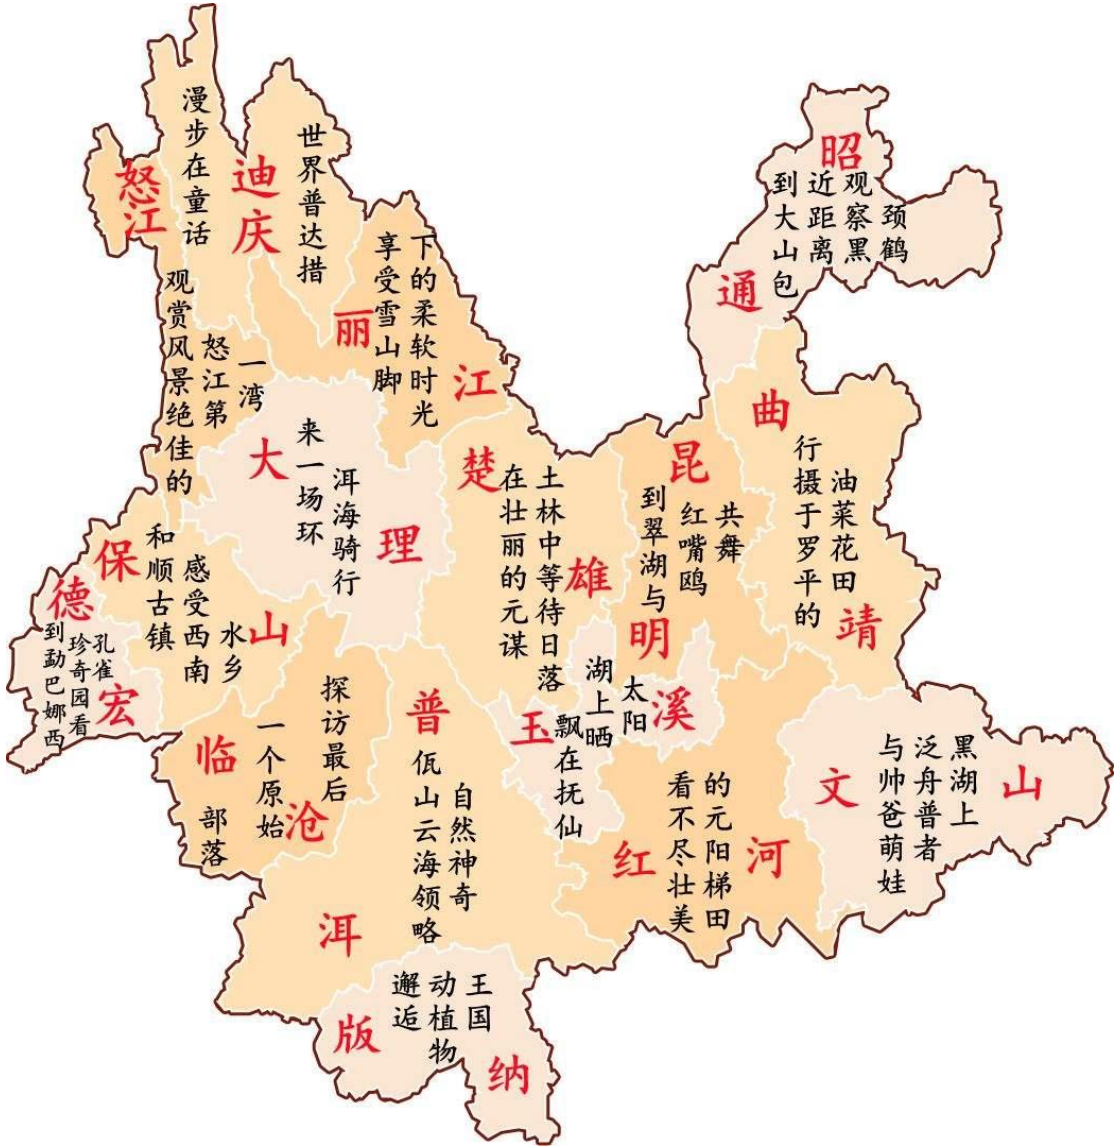 怒江
观赏风景绝佳的
怒江第
一湾
迪庆
漫步在童话
世界普达措
丽江
享受雪山脚
下的柔软时光
昭通
到大山包
近距离
观察黑
颈鹤
曲靖
行摄于罗平的
油菜花田
大理
来一场环
洱海骑行
楚雄
在壮丽的元谋
土林中等待日落
昆明
到翠湖与
红嘴鸥
共舞
保山
和顺古镇
感受西南
水乡
德宏
到勐巴娜西
珍奇园看
孔雀
临沧
探访最后
一个原始
部落
普洱
佤山云海领略
自然神奇
玉溪
飘在抚仙
湖上晒
太阳
红河
看不尽壮美
的元阳梯田
文山
与帅爸萌娃
泛舟普者
黑湖上
版纳
邂逅
动植物
王国